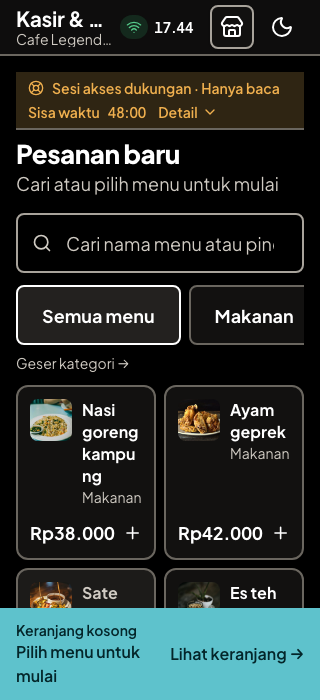 Kasir & ...
Cafe Legend...
17.44
Sesi akses dukungan · Hanya baca
Sisa waktu 48:00 Detail
Pesanan baru
Cari atau pilih menu untuk mulai
Cari nama menu atau pin
Semua menu
Makanan
Geser kategori →
Nasi
goreng
kampu
ng
Makanan
Rp38.000 +
Ayam
geprek
Makanan
Rp42.000 +
Sate
Es teh
Keranjang kosong
Pilih menu untuk
mulai
Lihat keranjang →